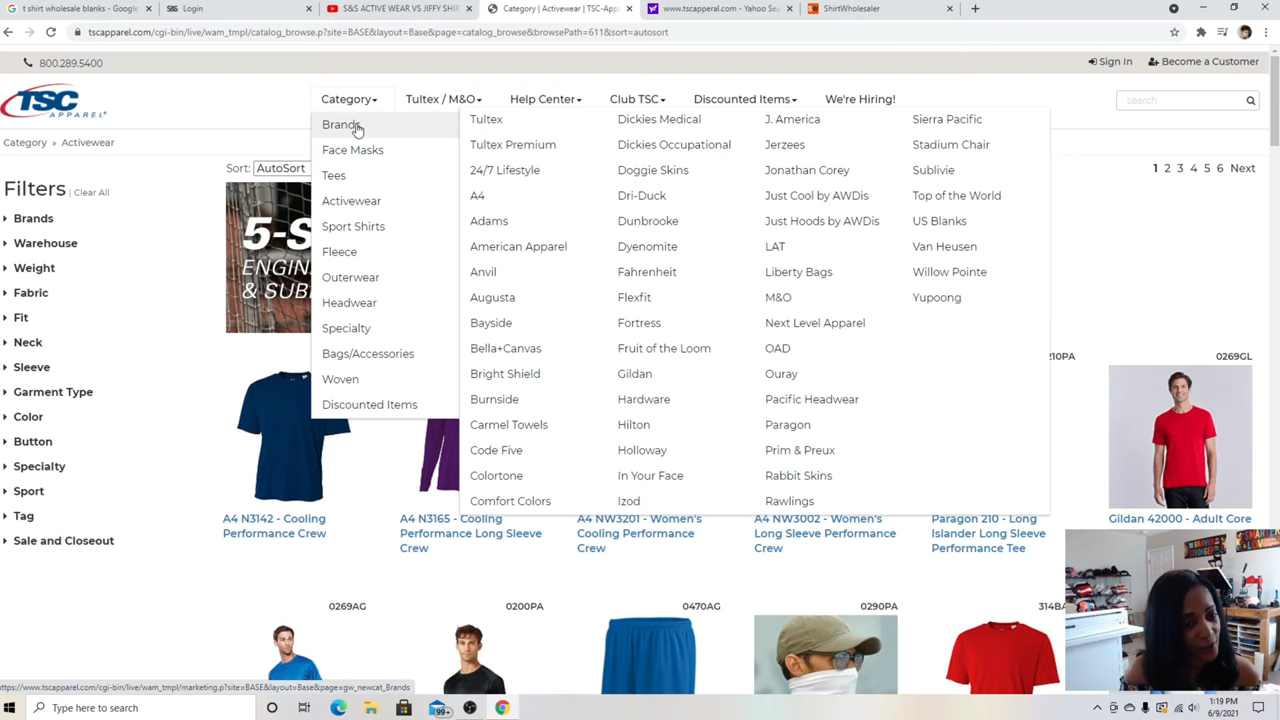 t shirt wholesale blanks - Google
Login
S&S ACTIVE WEAR VS JIFFY SHIR
Category | Activewear | TSC-App
www.tscapperal.com - Yahoo Sea
ShirtWholesaler
tscapparel.com/cgi-bin/live/wam_tmpl/catalog_browse.p?site=BASE&layout=Base&page=catalog_browse&browsePath=611&sort=autosort
800.289.5400
Sign In
Become a Customer
TSC
APPAREL
Category
Tultex / M&O
Help Center
Club TSC
Discounted Items
We're Hiring!
search
Category » Activewear
Filters | Clear All
Brands
Warehouse
Weight
Fabric
Fit
Neck
Sleeve
Garment Type
Color
Button
Specialty
Sport
Tag
Sale and Closeout
Sort: AutoSort
1 2 3 4 5 6 Next
Brands
Face Masks
Tees
Activewear
Sport Shirts
Fleece
Outerwear
Headwear
Specialty
Bags/Accessories
Woven
Discounted Items
Tultex
Tultex Premium
24/7 Lifestyle
A4
Adams
American Apparel
Anvil
Augusta
Bayside
Bella+Canvas
Bright Shield
Burnside
Carmel Towels
Code Five
Colortone
Comfort Colors
Dickies Medical
Dickies Occupational
Doggie Skins
Dri-Duck
Dunbrooke
Dyenomite
Fahrenheit
Flexfit
Fortress
Fruit of the Loom
Gildan
Hardware
Hilton
Holloway
In Your Face
Izod
J. America
Jerzees
Jonathan Corey
Just Cool by AWDis
Just Hoods by AWDis
LAT
Liberty Bags
M&O
Next Level Apparel
OAD
Ouray
Pacific Headwear
Paragon
Prim & Preux
Rabbit Skins
Rawlings
Sierra Pacific
Stadium Chair
Sublivie
Top of the World
US Blanks
Van Heusen
Willow Pointe
Yupoong
5-S
ENGIN
& SUB
210PA
0269GL
A4 N3142 - Cooling
Performance Crew
A4 N3165 - Cooling
Performance Long Sleeve
Crew
A4 NW3201 - Women's
Cooling Performance
Crew
A4 NW3002 - Women's
Long Sleeve Performance
Crew
Paragon 210 - Long
Islander Long Sleeve
Performance Tee
Gildan 42000 - Adult Core
0269AG
0200PA
0470AG
0290PA
314BA
https://www.tscapparel.com/cgi-bin/live/wam_tmpl/marketing.p?site=BASE&layout=Base&page=gw_newcat_Brands
Type here to search
99+
1:19 PM
6/9/2021